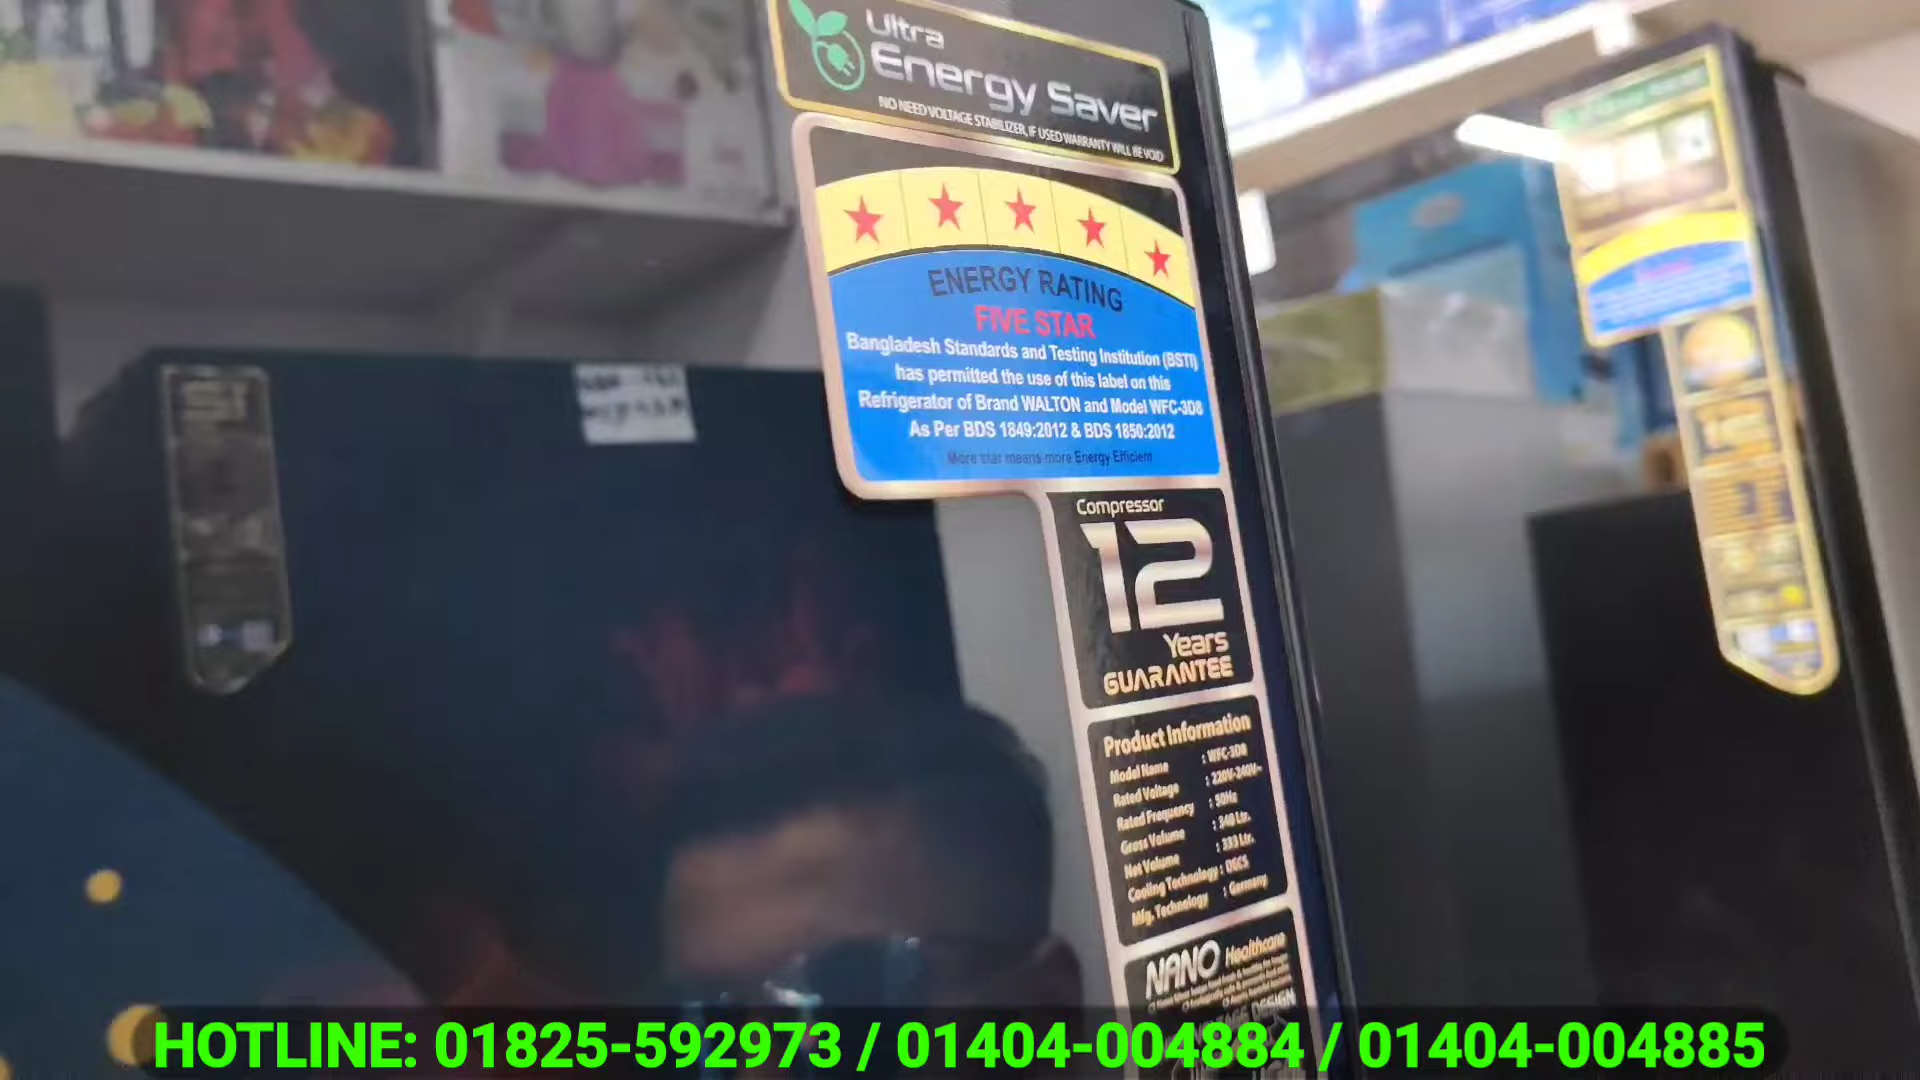 Ultra
Energy Saver
NO NEED VOLTAGE STABILIZER, IF USED WARRANTY WILL BE VOID
ENERGY RATING
FIVE STAR
Bangladesh Standards and Testing Institution (BSTI)
has permitted the use of this label on this
Refrigerator of Brand WALTON and Model WFC-3D8
As Per BDS 1849:2012 & BDS 1850:2012
More star means more Energy Efficient
Compressor
12
Years
GUARANTEE
Product Information
Model Name : WFC-3D8
Rated Voltage : 220V-240V~
Rated Frequency : 50Hz
Gross Volume : 348 Ltr.
Net Volume : 333 Ltr.
Cooling Technology : DECS
Mfg. Technology : Germany
NANO Healthcare
DESIGN
HOTLINE: 01825-592973 / 01404-004884 / 01404-004885